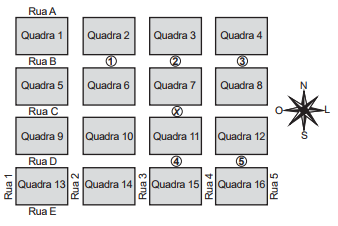 Rua A
Quadra 1 Quadra 2 Quadra 3 Quadra 4
Rua B 1 2 3
N
Quadra 5 Quadra 6 Quadra 7 Quadra 8
O L
Rua C X
S
Quadra 9 Quadra 10 Quadra 11 Quadra 12
Rua D 4 5
Rua 1 Quadra 13 Rua 2 Quadra 14 Rua 3 Quadra 15 Rua 4 Quadra 16 Rua 5
Rua E